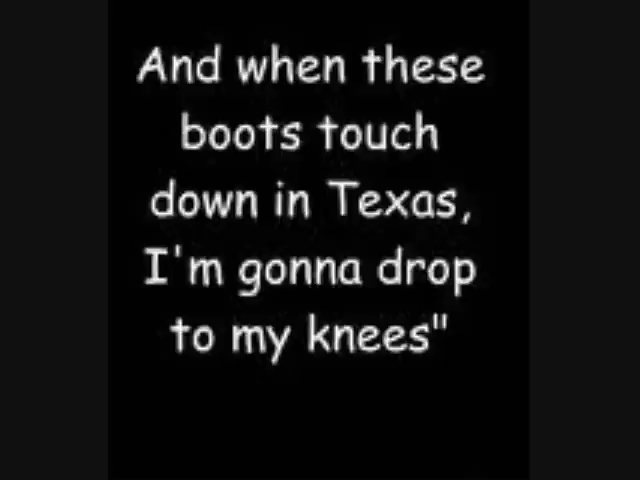 And when these
boots touch
down in Texas,
I'm gonna drop
to my knees"